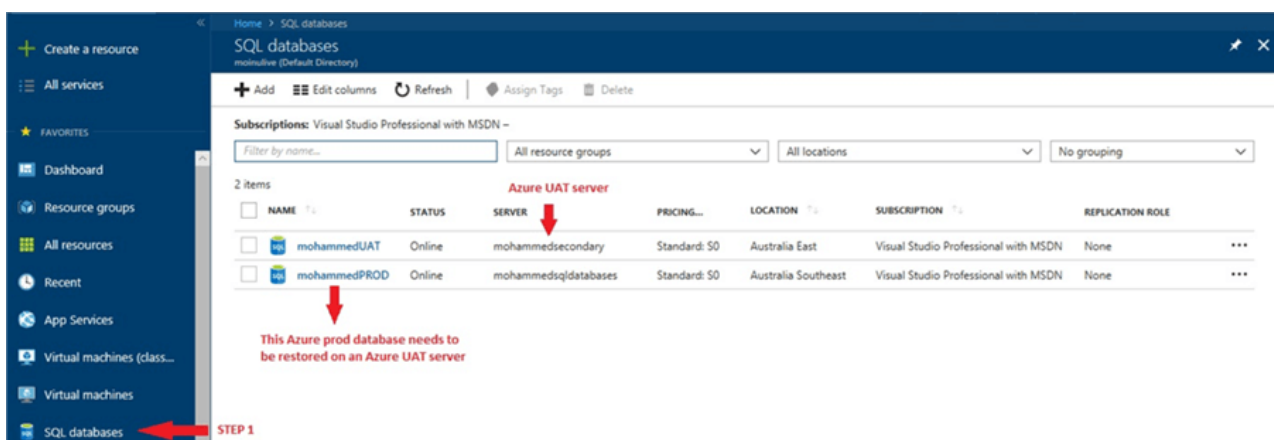 «
Home > SQL databases
Create a resource
SQL databases
moinulive (Default Directory)
All services
Add Edit columns Refresh Assign Tags Delete
FAVORITES
Subscriptions: Visual Studio Professional with MSDN –
Filter by name... All resource groups All locations No grouping
Dashboard
2 items
Azure UAT server
Resource groups
NAME STATUS SERVER PRICING... LOCATION SUBSCRIPTION REPLICATION ROLE
All resources
mohammedUAT Online mohammedsecondary Standard: S0 Australia East Visual Studio Professional with MSDN None ...
mohammedPROD Online mohammedsqldatabases Standard: S0 Australia Southeast Visual Studio Professional with MSDN None ...
Recent
App Services
This Azure prod database needs to
be restored on an Azure UAT server
Virtual machines (class...
Virtual machines
SQL databases STEP 1